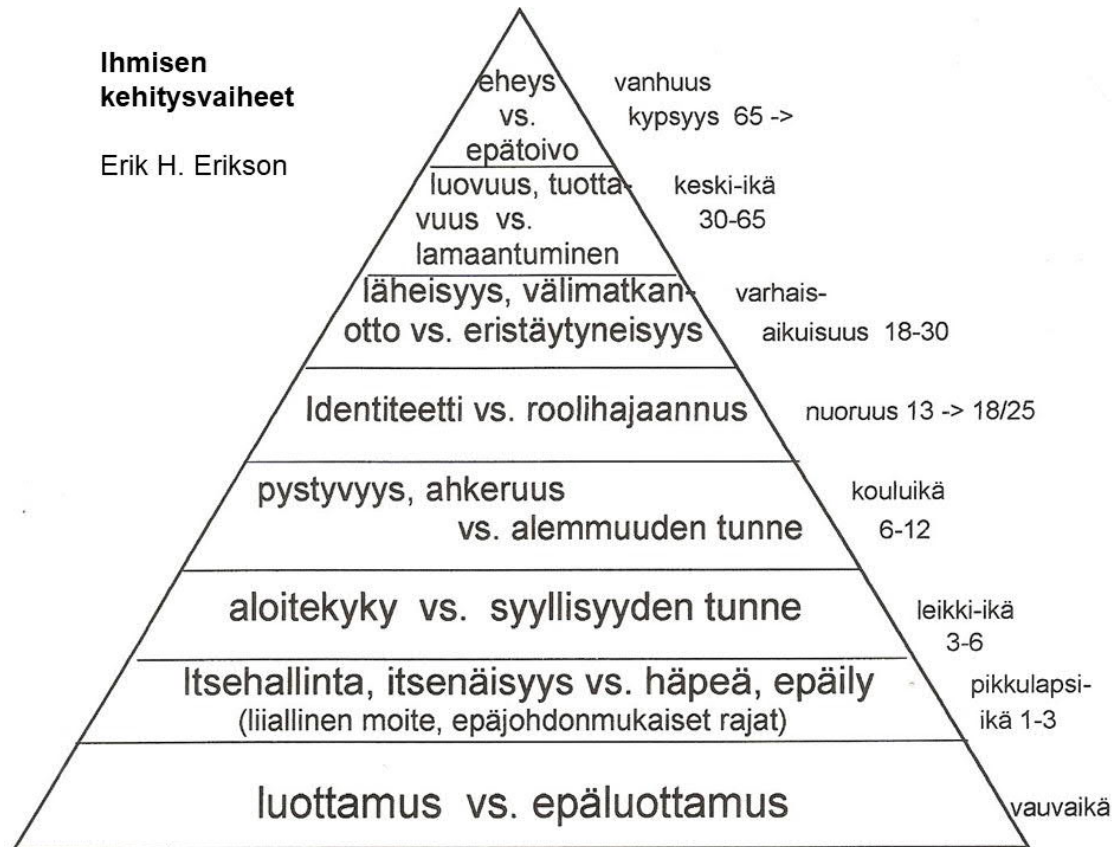 Ihmisen
kehitysvaiheet
Erik H. Erikson
eheys
vs.
epätoivo
vanhuus
kypsyys 65 ->
luovuus, tuotta-
vuus vs.
lamaantuminen
keski-ikä
30-65
läheisyys, välimatkan-
otto vs. eristäytyneisyys
varhais-
aikuisuus 18-30
Identiteetti vs. roolihajaannus
nuoruus 13 -> 18/25
pystyvyys, ahkeruus
vs. alemmuuden tunne
kouluikä
6-12
aloitekyky vs. syyllisyyden tunne
leikki-ikä
3-6
Itsehallinta, itsenäisyys vs. häpeä, epäily
(liiallinen moite, epäjohdonmukaiset rajat)
pikkulapsi-
ikä 1-3
luottamus vs. epäluottamus
vauvaikä